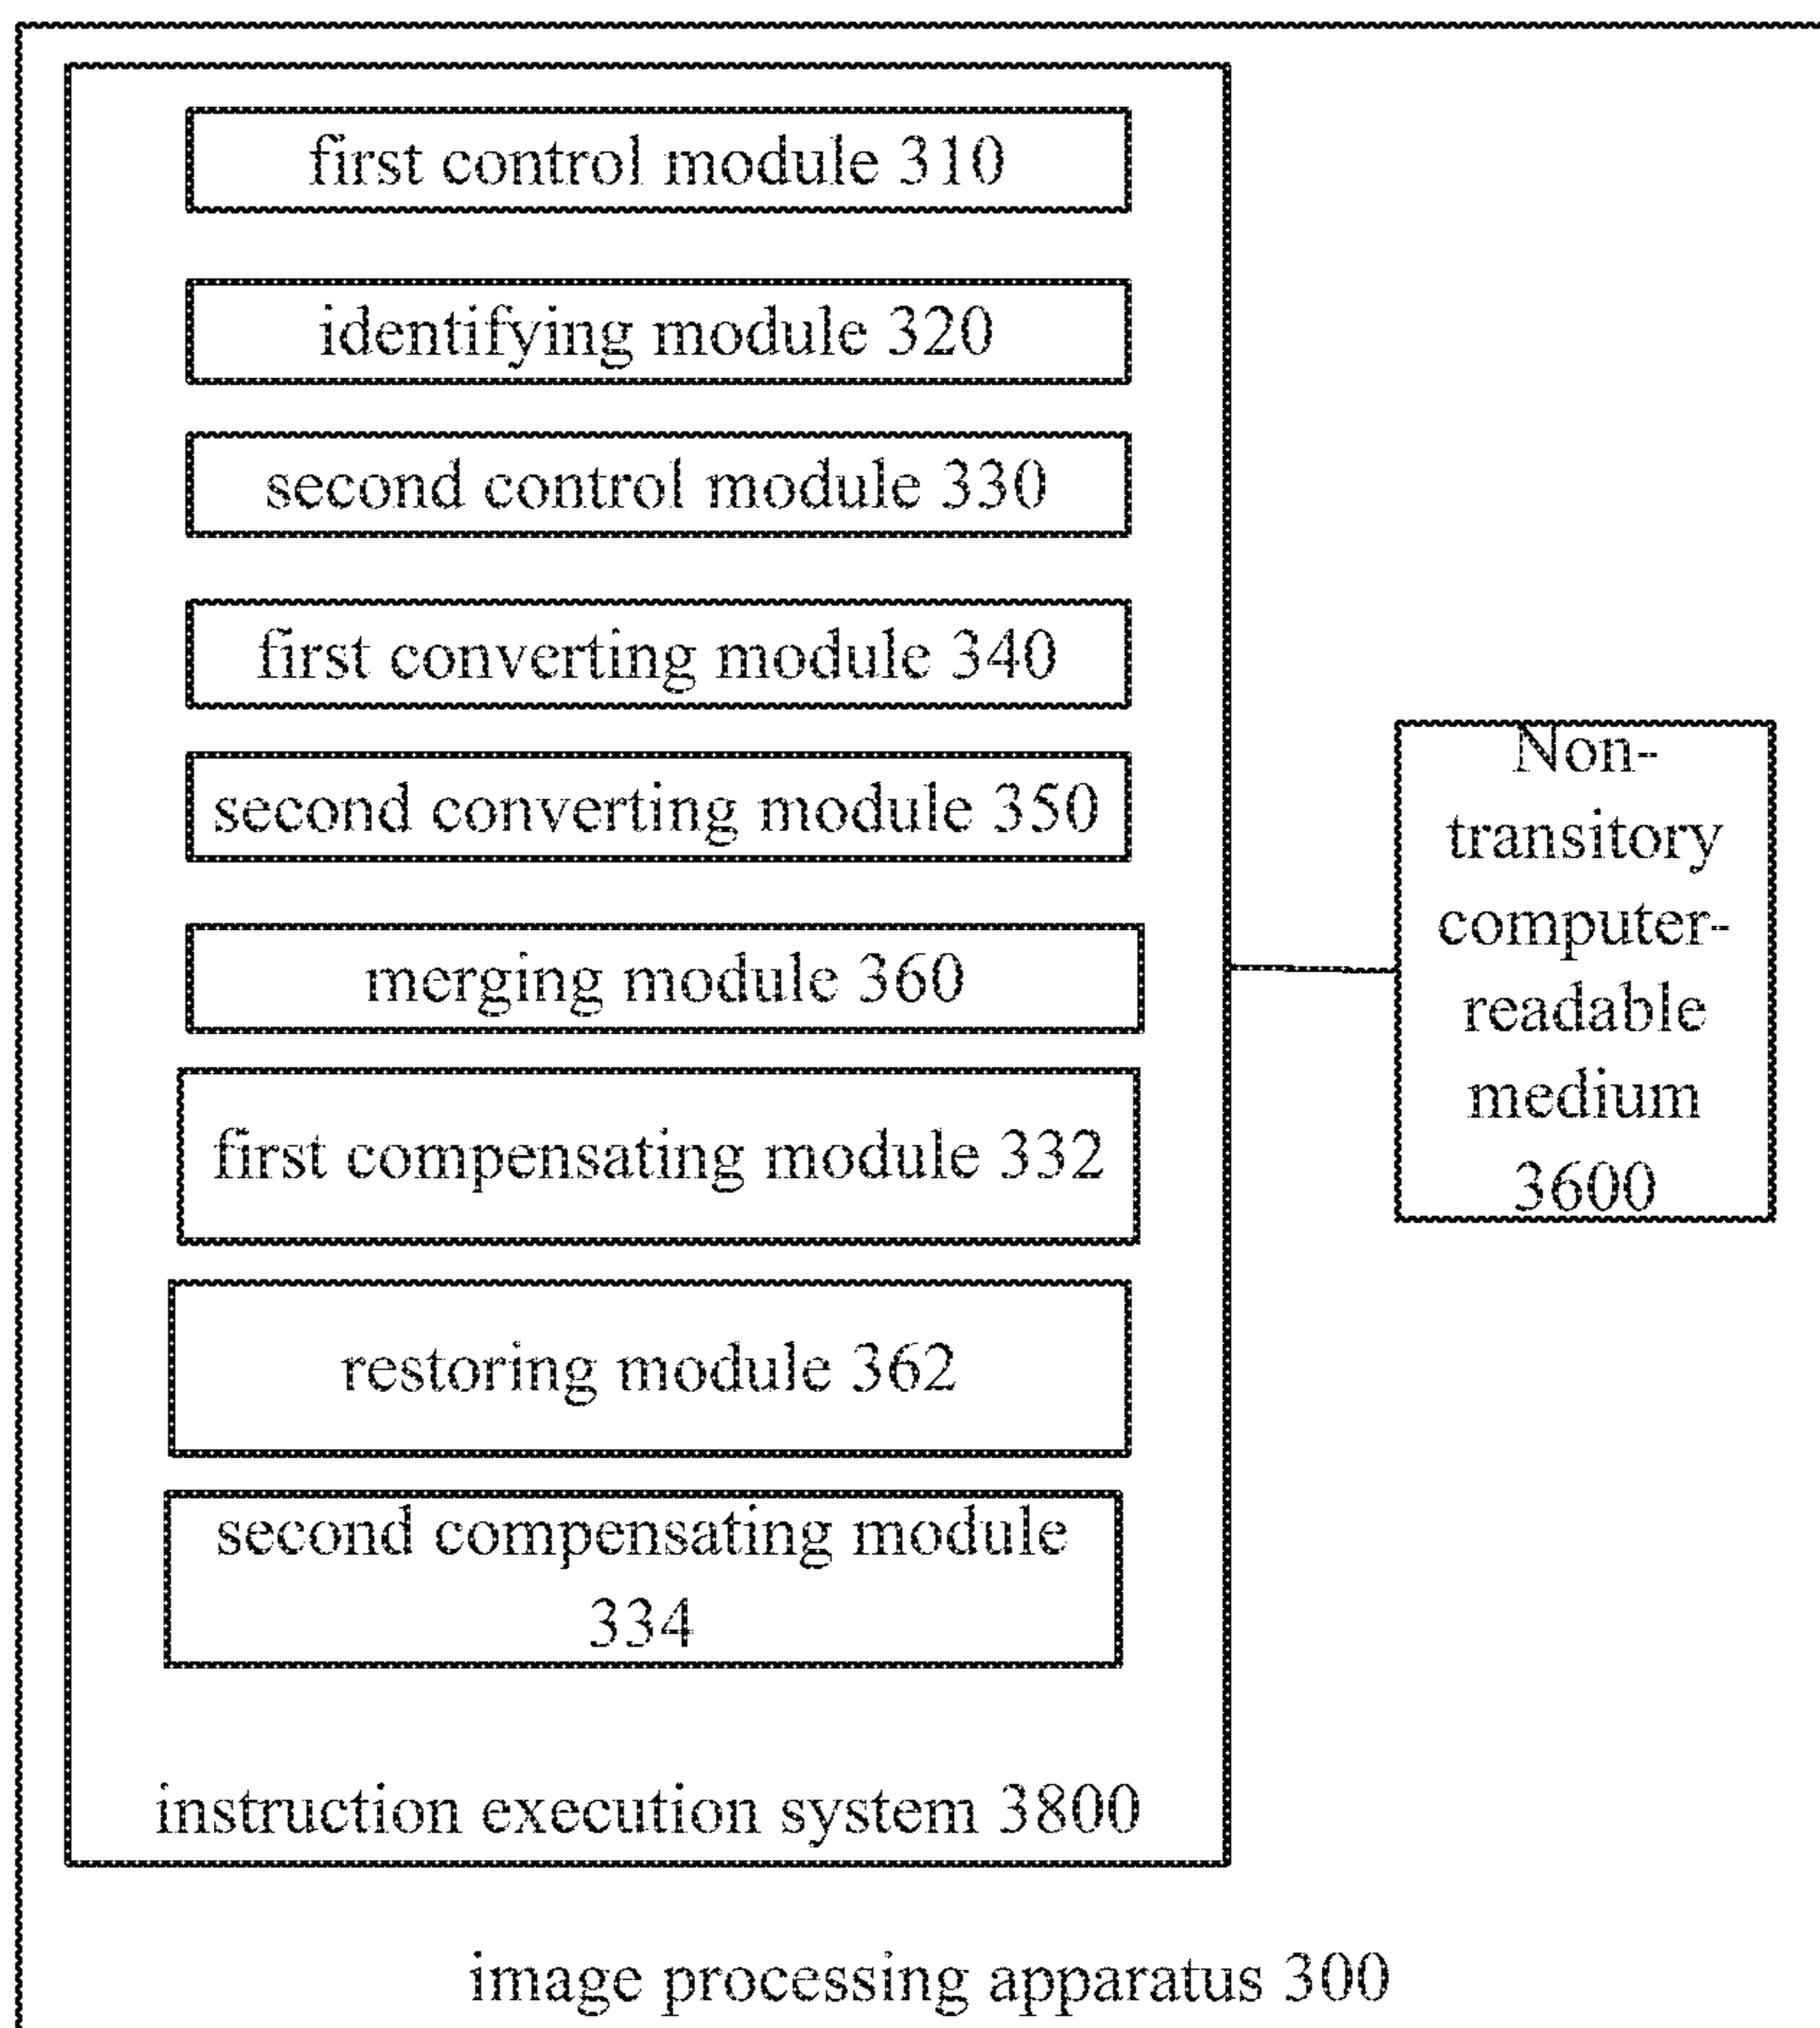 first control module 310
identifying module 320
second control module 330
first converting module 340
second converting module 350
merging module 360
first compensating module 332
restoring module 362
second compensating module
334
instruction execution system 3800
Non-
transitory
computer-
readable
medium
3600
image processing apparatus 300